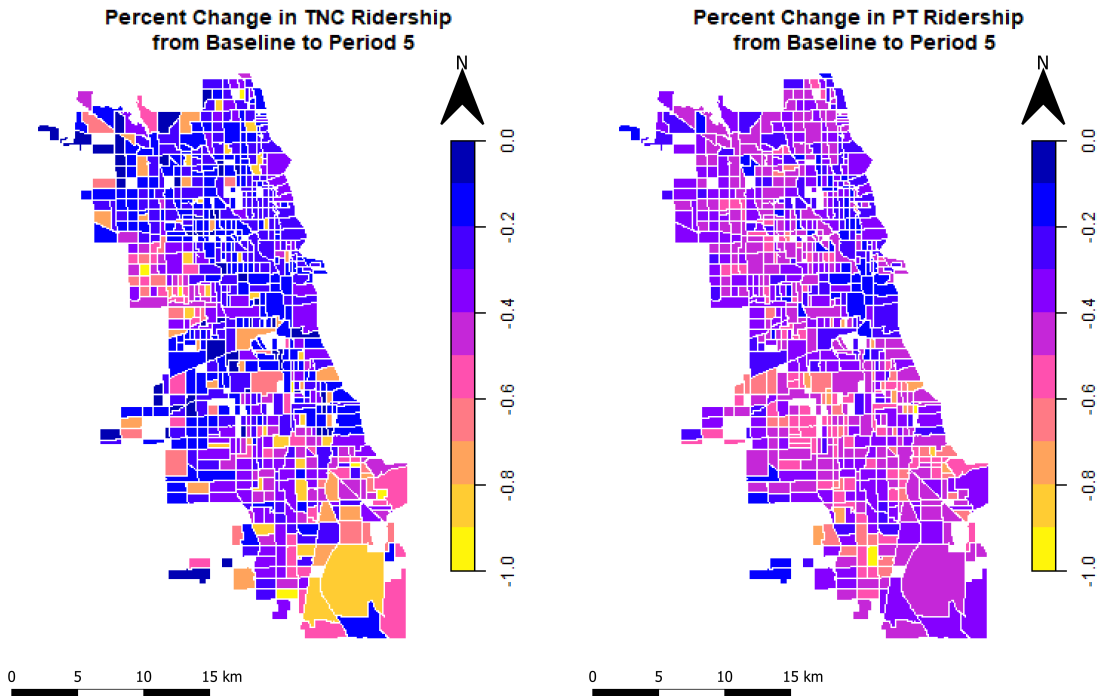 Percent Change in TNC Ridership
from Baseline to Period 5
N
0.0
-0.2
-0.4
-0.6
-0.8
-1.0
0 5 10 15 km
Percent Change in PT Ridership
from Baseline to Period 5
N
0.0
-0.2
-0.4
-0.6
-0.8
-1.0
0 5 10 15 km